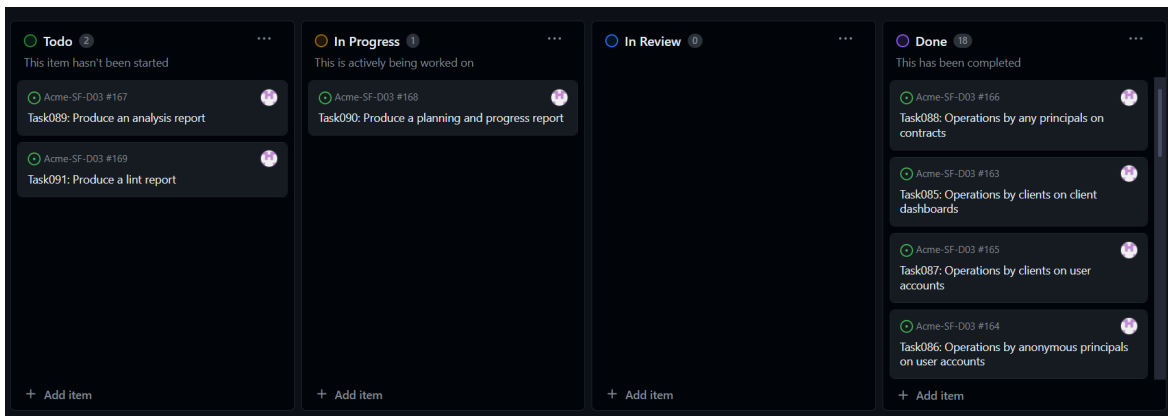 Todo 2
This item hasn't been started
Acme-SF-D03 #167
Task089: Produce an analysis report
Acme-SF-D03 #169
Task091: Produce a lint report
+ Add item
In Progress 1
This is actively being worked on
Acme-SF-D03 #168
Task090: Produce a planning and progress report
+ Add item
In Review 0
+ Add item
Done 18
This has been completed
Acme-SF-D03 #166
Task088: Operations by any principals on
contracts
Acme-SF-D03 #163
Task085: Operations by clients on client
dashboards
Acme-SF-D03 #165
Task087: Operations by clients on user
accounts
Acme-SF-D03 #164
Task086: Operations by anonymous principals
on user accounts
+ Add item